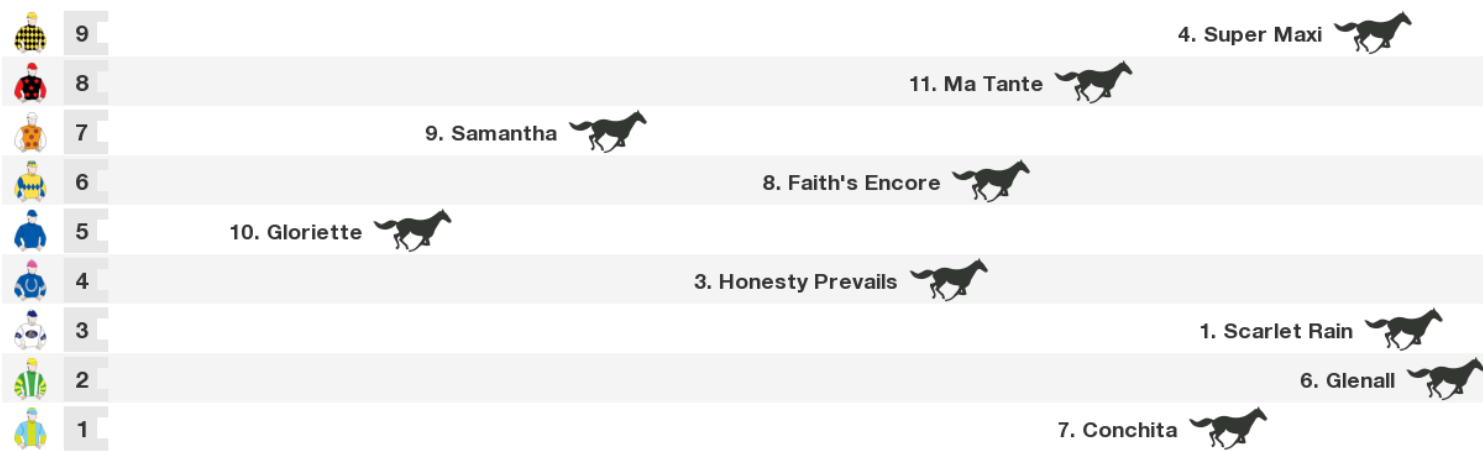 9 4. Super Maxi
8 11. Ma Tante
7 9. Samantha
6 8. Faith's Encore
5 10. Gloriette
4 3. Honesty Prevails
3 1. Scarlet Rain
2 6. Glenall
1 7. Conchita